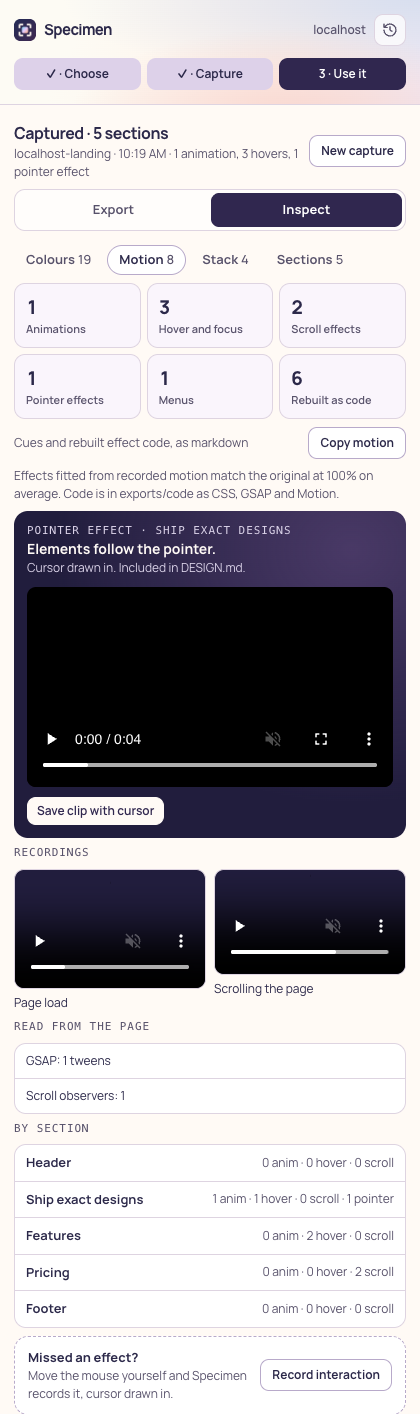 Specimen
localhost
✓ · Choose
✓ · Capture
3 · Use it
Captured · 5 sections
localhost-landing · 10:19 AM · 1 animation, 3 hovers, 1
pointer effect
New capture
Export
Inspect
Colours 19
Motion 8
Stack 4
Sections 5
1
Animations
3
Hover and focus
2
Scroll effects
1
Pointer effects
1
Menus
6
Rebuilt as code
Cues and rebuilt effect code, as markdown
Copy motion
Effects fitted from recorded motion match the original at 100% on
average. Code is in exports/code as CSS, GSAP and Motion.
POINTER EFFECT · SHIP EXACT DESIGNS
Elements follow the pointer.
Cursor drawn in. Included in DESIGN.md.
0:00 / 0:04
Save clip with cursor
RECORDINGS
Page load
Scrolling the page
READ FROM THE PAGE
GSAP: 1 tweens
Scroll observers: 1
BY SECTION
Header
0 anim · 0 hover · 0 scroll
Ship exact designs
1 anim · 1 hover · 0 scroll · 1 pointer
Features
0 anim · 2 hover · 0 scroll
Pricing
0 anim · 0 hover · 2 scroll
Footer
0 anim · 0 hover · 0 scroll
Missed an effect?
Move the mouse yourself and Specimen
records it, cursor drawn in.
Record interaction